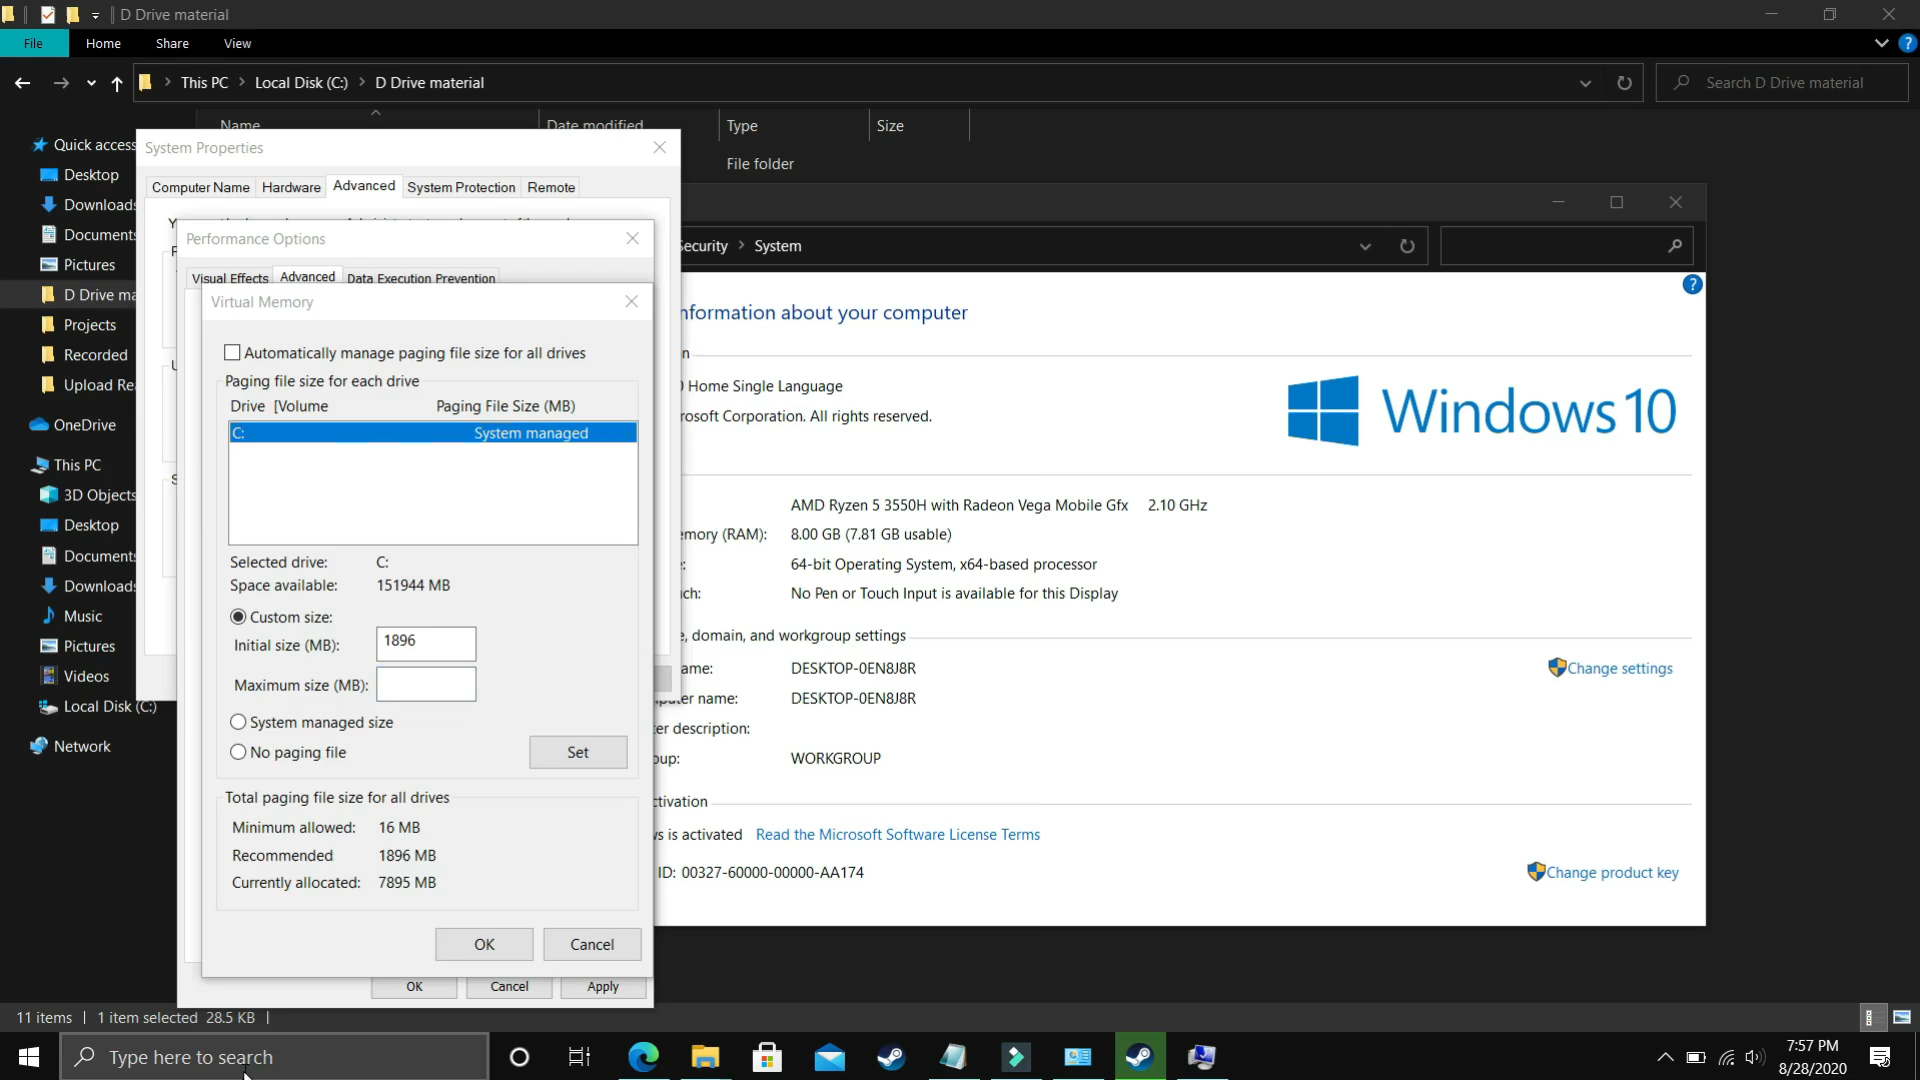 D Drive material
File Home Share View
This PC > Local Disk (C:) > D Drive material
Search D Drive material
Name Date modified Type Size
File folder
Quick access
Desktop
Downloads
Documents
Pictures
D Drive ma
Projects
Recorded
Upload Rea
OneDrive
This PC
3D Objects
Desktop
Documents
Downloads
Music
Pictures
Videos
Local Disk (C:)
Network
System Properties
Computer Name Hardware Advanced System Protection Remote
Performance Options
Visual Effects Advanced Data Execution Prevention
Virtual Memory
Automatically manage paging file size for all drives
Paging file size for each drive
Drive [Volume Paging File Size (MB)
C: System managed
Selected drive: C:
Space available: 151944 MB
Custom size:
Initial size (MB): 1896
Maximum size (MB):
System managed size
No paging file
Set
Total paging file size for all drives
Minimum allowed: 16 MB
Recommended 1896 MB
Currently allocated: 7895 MB
OK Cancel
OK Cancel Apply
Security > System
nformation about your computer
Home Single Language
rosoft Corporation. All rights reserved.
Windows 10
AMD Ryzen 5 3550H with Radeon Vega Mobile Gfx 2.10 GHz
emory (RAM): 8.00 GB (7.81 GB usable)
64-bit Operating System, x64-based processor
uch: No Pen or Touch Input is available for this Display
e, domain, and workgroup settings
ame: DESKTOP-0EN8J8R
Change settings
puter name: DESKTOP-0EN8J8R
ter description:
oup: WORKGROUP
ctivation
ws is activated Read the Microsoft Software License Terms
ID: 00327-60000-00000-AA174
Change product key
11 items | 1 item selected 28.5 KB |
Type here to search
7:57 PM
8/28/2020